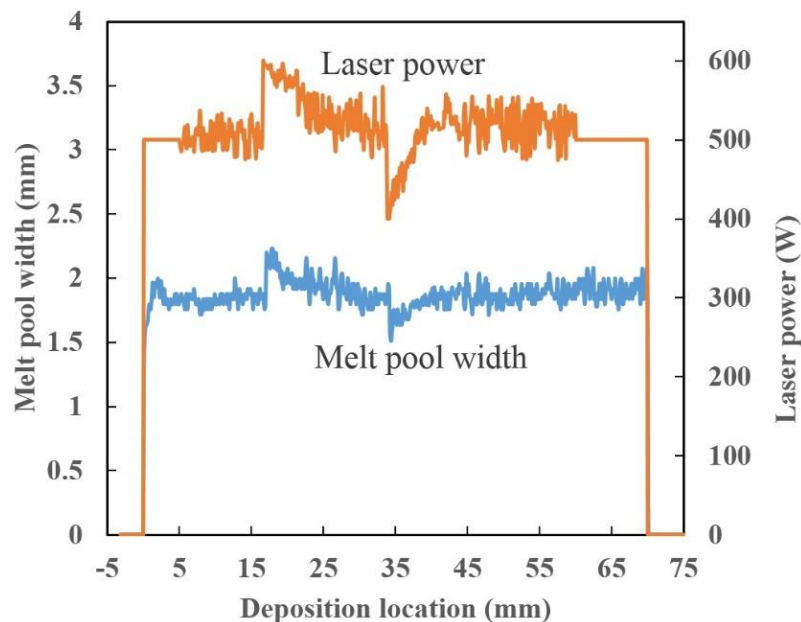 4
3.5
3
2.5
2
1.5
1
0.5
0
Melt pool width (mm)
Laser power
Melt pool width
600
500
400
300
200
100
0
Laser power (W)
-5 5 15 25 35 45 55 65 75
Deposition location (mm)